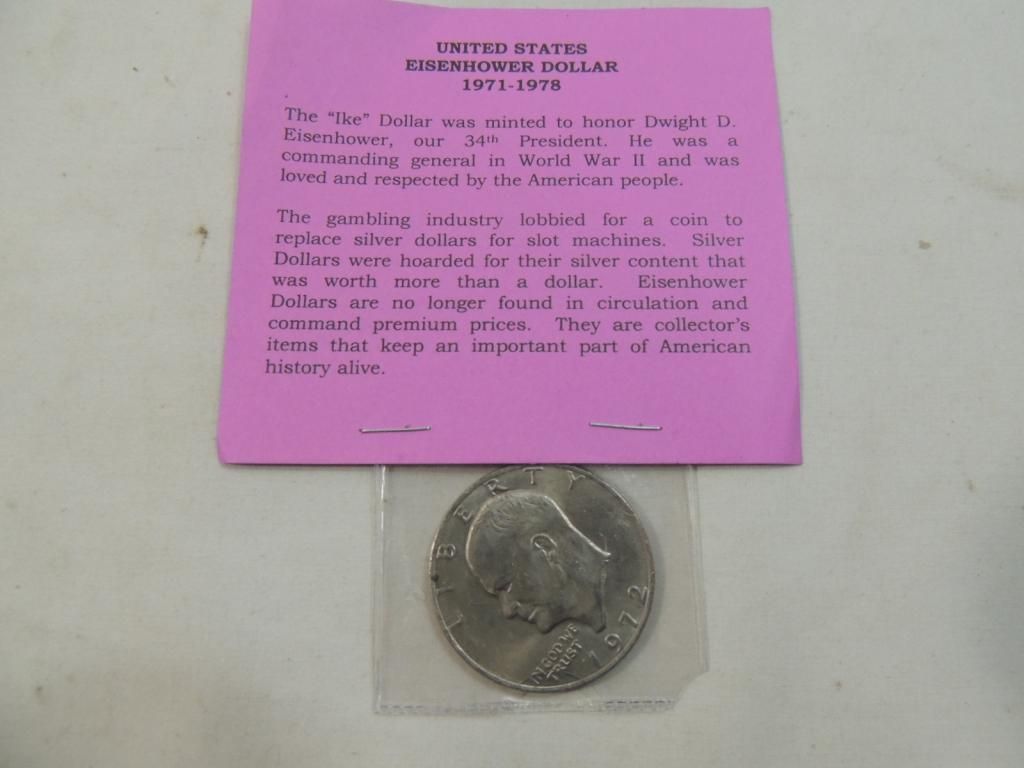 UNITED STATES
EISENHOWER DOLLAR
1971-1978
The "Ike" Dollar was minted to honor Dwight D.
Eisenhower, our 34th President. He was a
commanding general in World War II and was
loved and respected by the American people.
The gambling industry lobbied for a coin to
replace silver dollars for slot machines. Silver
Dollars were hoarded for their silver content that
was worth more than a dollar. Eisenhower
Dollars are no longer found in circulation and
command premium prices. They are collector's
items that keep an important part of American
history alive.
LIBERTY
IN GOD WE
TRUST
1972